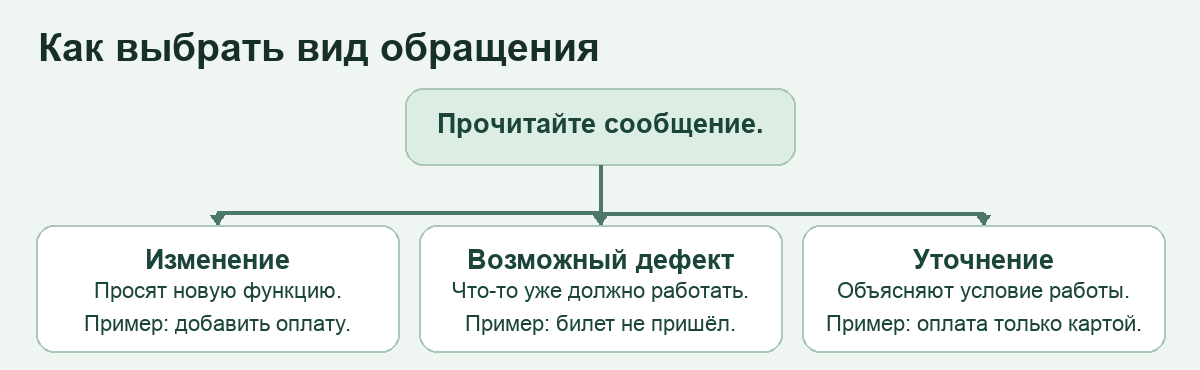 Как выбрать вид обращения
Прочитайте сообщение.
Изменение
Просят новую функцию.
Пример: добавить оплату.
Возможный дефект
Что-то уже должно работать.
Пример: билет не пришёл.
Уточнение
Объясняют условие работы.
Пример: оплата только картой.